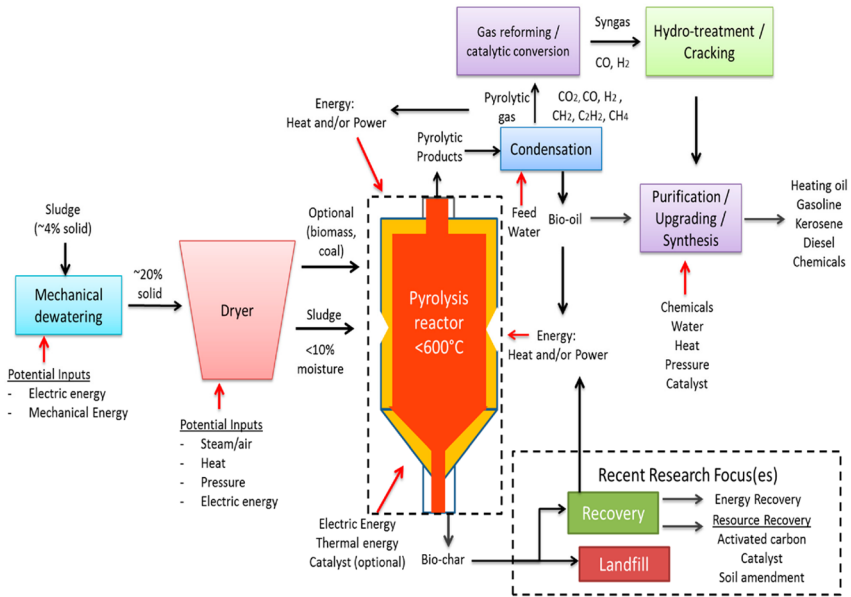 Gas reforming /
catalytic conversion
Syngas
CO, H2
Hydro-treatment /
Cracking
Energy:
Heat and/or Power
Pyrolytic
gas
CO2, CO, H2 ,
CH2, C2H2, CH4
Pyrolytic
Products
Condensation
Sludge
(~4% solid)
Optional
(biomass,
coal)
Feed
Water
Bio-oil
Purification /
Upgrading /
Synthesis
Heating oil
Gasoline
Kerosene
Diesel
Chemicals
Mechanical
dewatering
~20%
solid
Dryer
Sludge
<10%
moisture
Pyrolysis
reactor
<600°C
Energy:
Heat and/or Power
Chemicals
Water
Heat
Pressure
Catalyst
Potential Inputs
- Electric energy
- Mechanical Energy
Potential Inputs
- Steam/air
- Heat
- Pressure
- Electric energy
Electric Energy
Thermal energy
Catalyst (optional)
Bio-char
Recent Research Focus(es)
Recovery
Energy Recovery
Resource Recovery
Activated carbon
Catalyst
Soil amendment
Landfill